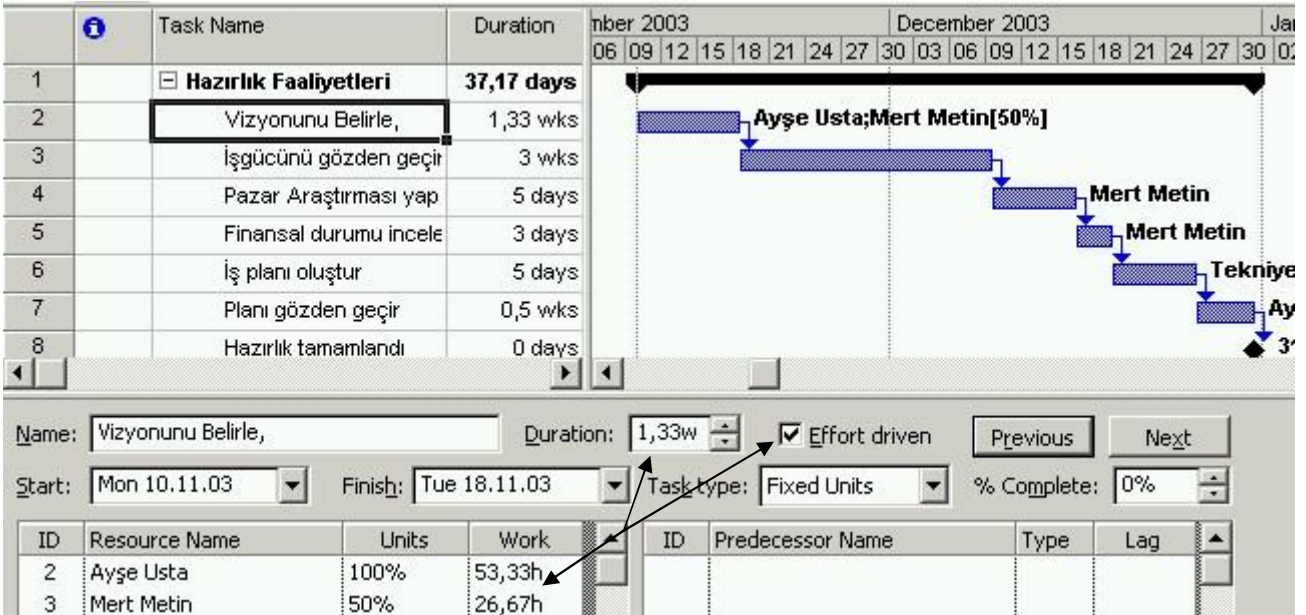 Task Name Duration mber 2003 December 2003 Jan
06 09 12 15 18 21 24 27 30 03 06 09 12 15 18 21 24 27 30 02
1 Hazırlık Faaliyetleri 37,17 days
2 Vizyonunu Belirle, 1,33 wks Ayşe Usta;Mert Metin[50%]
3 İşgücünü gözden geçir 3 wks
4 Pazar Araştırması yap 5 days Mert Metin
5 Finansal durumu incele 3 days Mert Metin
6 İş planı oluştur 5 days Tekniye
7 Planı gözden geçir 0,5 wks Ay
8 Hazırlık tamamlandı 0 days 31
Name: Vizyonunu Belirle, Duration: 1,33w Effort driven Previous Next
Start: Mon 10.11.03 Finish: Tue 18.11.03 Task type: Fixed Units % Complete: 0%
ID Resource Name Units Work ID Predecessor Name Type Lag
2 Ayşe Usta 100% 53,33h
3 Mert Metin 50% 26,67h